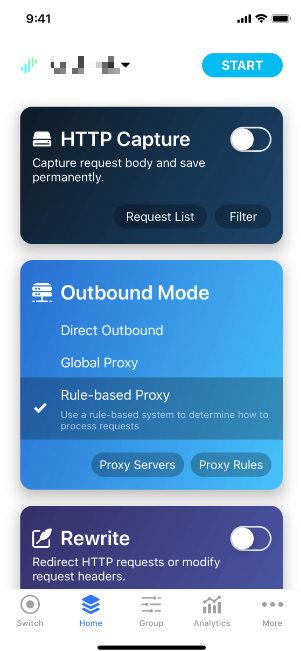 9:41
START
HTTP Capture
Capture request body and save
permanently.
Request List
Filter
Outbound Mode
Direct Outbound
Global Proxy
Rule-based Proxy
Use a rule-based system to determine how to
process requests
Proxy Servers
Proxy Rules
Rewrite
Redirect HTTP requests or modify
request headers.
Switch
Home
Group
Analytics
More